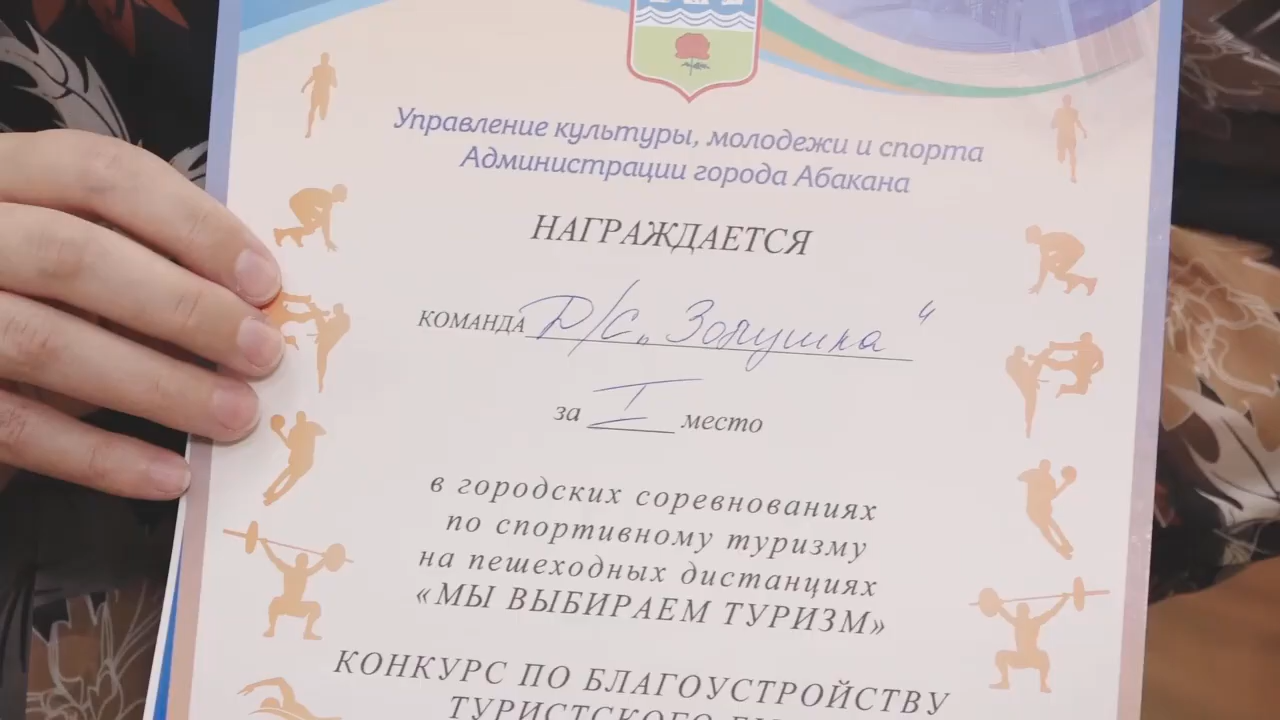 Управление культуры, молодежи и спорта
Администрации города Абакана
НАГРАЖДАЕТСЯ
КОМАНДА Д/С „Золушка"
за I место
в городских соревнованиях
по спортивному туризму
на пешеходных дистанциях
«МЫ ВЫБИРАЕМ ТУРИЗМ»
КОНКУРС ПО БЛАГОУСТРОЙСТВУ
ТУРИСТСКОГО